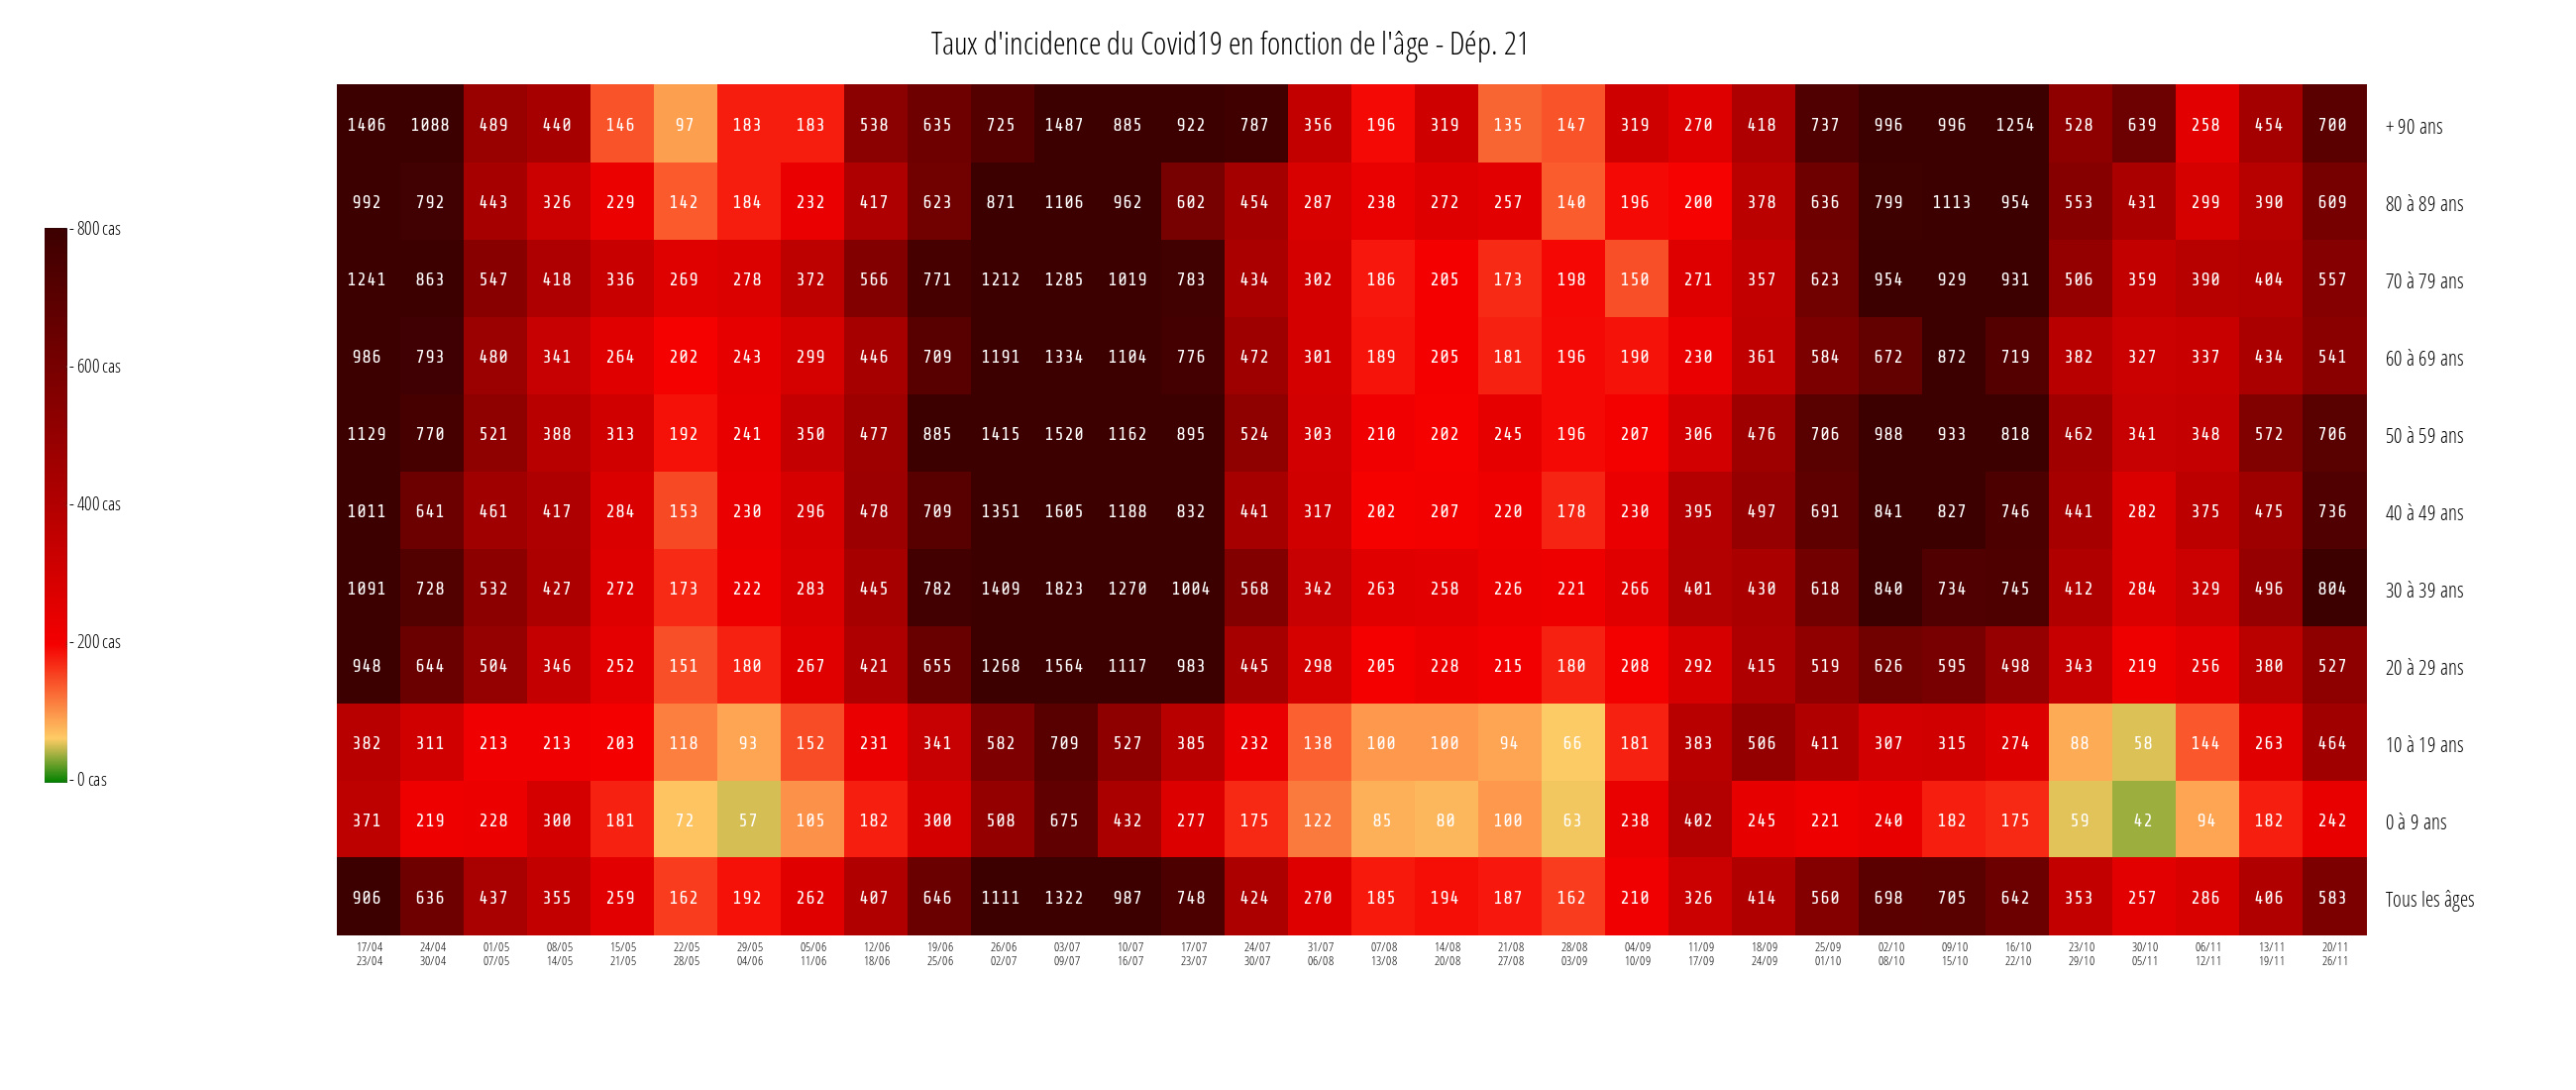 Taux d'incidence du Covid19 en fonction de l'âge - Dép. 21
1406 1088 489 440 146 97 183 183 538 635 725 1487 885 922 787 356 196 319 135 147 319 270 418 737 996 996 1254 528 639 258 454 700 + 90 ans
992 792 443 326 229 142 184 232 417 623 871 1106 962 602 454 287 238 272 257 140 196 200 378 636 799 1113 954 553 431 299 390 609 80 à 89 ans
- 800 cas
1241 863 547 418 336 269 278 372 566 771 1212 1285 1019 783 434 302 186 205 173 198 150 271 357 623 954 929 931 506 359 390 404 557 70 à 79 ans
986 793 480 341 264 202 243 299 446 709 1191 1334 1104 776 472 301 189 205 181 196 190 230 361 584 672 872 719 382 327 337 434 541 60 à 69 ans
- 600 cas
1129 770 521 388 313 192 241 350 477 885 1415 1520 1162 895 524 303 210 202 245 196 207 306 476 706 988 933 818 462 341 348 572 706 50 à 59 ans
- 400 cas
1011 641 461 417 284 153 230 296 478 709 1351 1605 1188 832 441 317 202 207 220 178 230 395 497 691 841 827 746 441 282 375 475 736 40 à 49 ans
1091 728 532 427 272 173 222 283 445 782 1409 1823 1270 1004 568 342 263 258 226 221 266 401 430 618 840 734 745 412 284 329 496 804 30 à 39 ans
- 200 cas
948 644 504 346 252 151 180 267 421 655 1268 1564 1117 983 445 298 205 228 215 180 208 292 415 519 626 595 498 343 219 256 380 527 20 à 29 ans
382 311 213 213 203 118 93 152 231 341 582 709 527 385 232 138 100 100 94 66 181 383 506 411 307 315 274 88 58 144 263 464 10 à 19 ans
- 0 cas
371 219 228 300 181 72 57 105 182 300 508 675 432 277 175 122 85 80 100 63 238 402 245 221 240 182 175 59 42 94 182 242 0 à 9 ans
906 636 437 355 259 162 192 262 407 646 1111 1322 987 748 424 270 185 194 187 162 210 326 414 560 698 705 642 353 257 286 406 583 Tous les âges
17/04 24/04 01/05 08/05 15/05 22/05 29/05 05/06 12/06 19/06 26/06 03/07 10/07 17/07 24/07 31/07 07/08 14/08 21/08 28/08 04/09 11/09 18/09 25/09 02/10 09/10 16/10 23/10 30/10 06/11 13/11 20/11
23/04 30/04 07/05 14/05 21/05 28/05 04/06 11/06 18/06 25/06 02/07 09/07 16/07 23/07 30/07 06/08 13/08 20/08 27/08 03/09 10/09 17/09 24/09 01/10 08/10 15/10 22/10 29/10 05/11 12/11 19/11 26/11